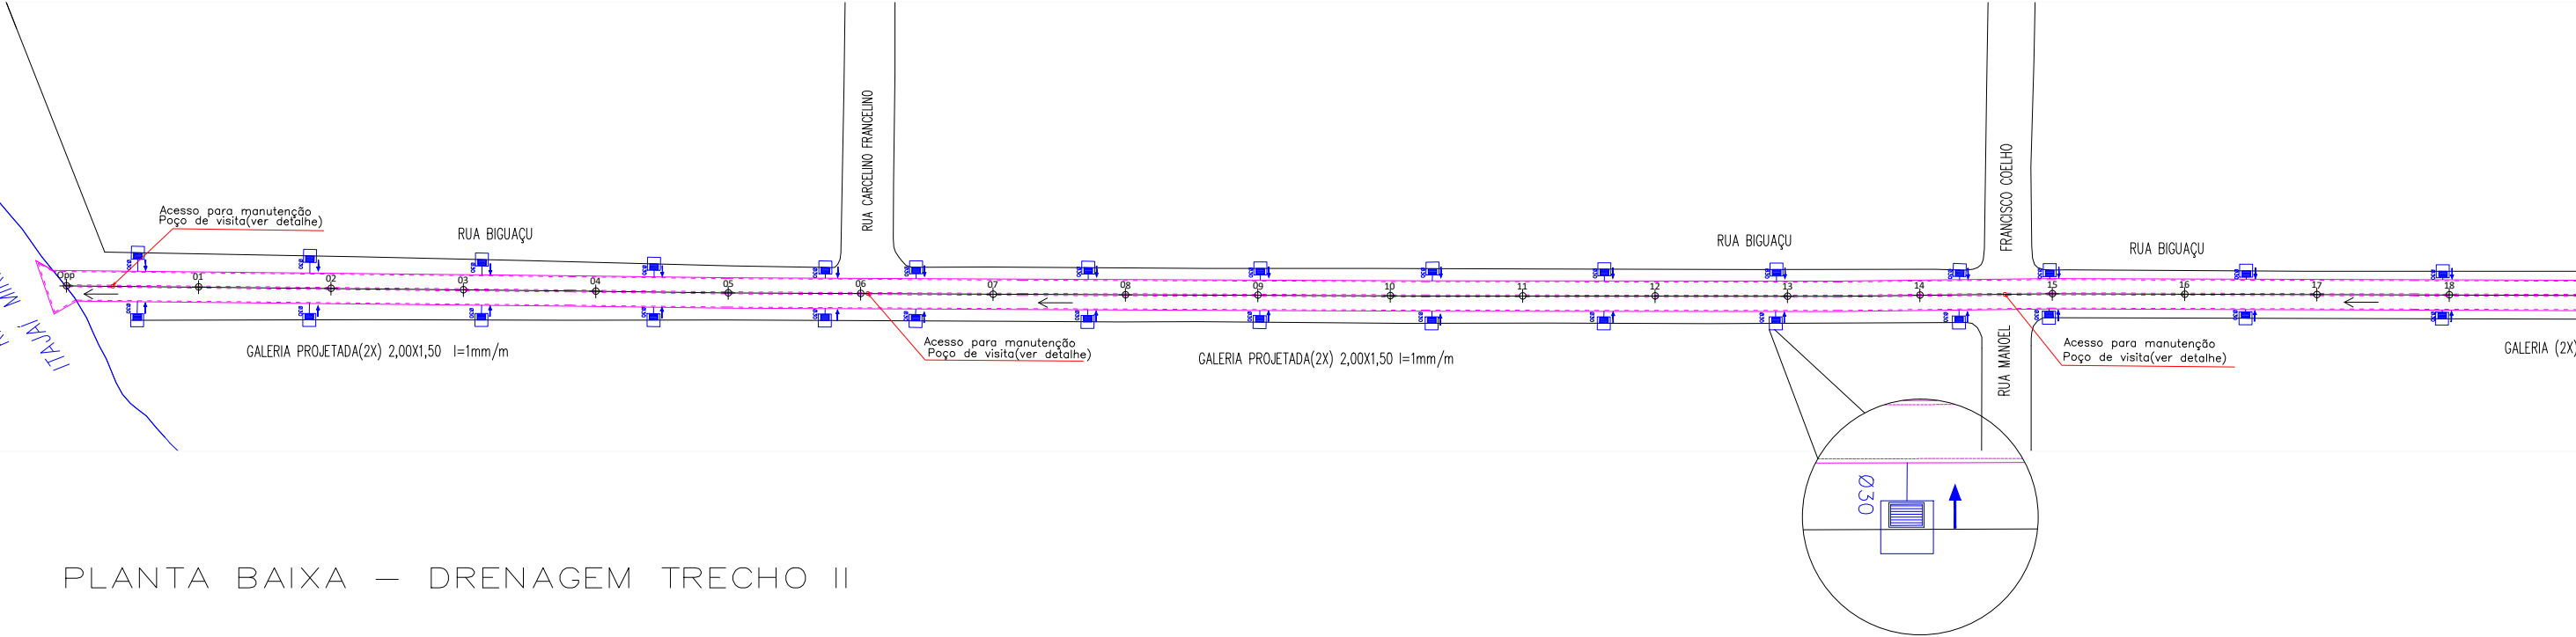 RUA CARCELINO FRANCELINO
FRANCISCO COELHO
Acesso para manutenção
Poço de visita(ver detalhe)
RUA BIGUAÇU
RUA BIGUAÇU
RUA BIGUAÇU
Opp
01
02
03
04
05
06
07
08
09
10
11
12
13
14
15
16
17
18
ITAJAÍ
GALERIA PROJETADA(2X) 2,00X1,50 I=1mm/m
Acesso para manutenção
Poço de visita(ver detalhe)
GALERIA PROJETADA(2X) 2,00X1,50 I=1mm/m
RUA MANOEL
Acesso para manutenção
Poço de visita(ver detalhe)
GALERIA (2X)
Ø30
PLANTA BAIXA – DRENAGEM TRECHO II